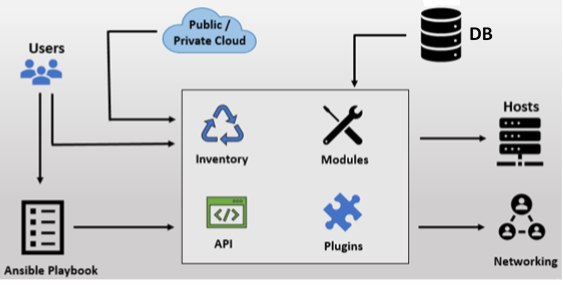 Public /
Private Cloud
DB
Users
Hosts
Inventory
Modules
</>
API
Plugins
Ansible Playbook
Networking